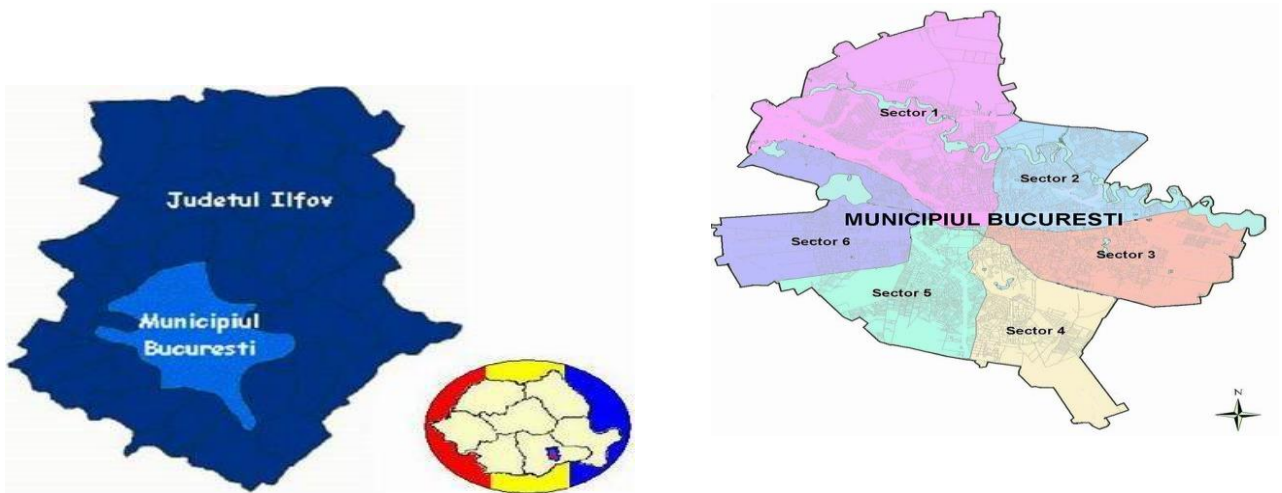 Judetul Ilfov
Municipiul
Bucuresti
Sector 1
Sector 2
MUNICIPIUL BUCURESTI
Sector 6
Sector 3
Sector 5
Sector 4
N